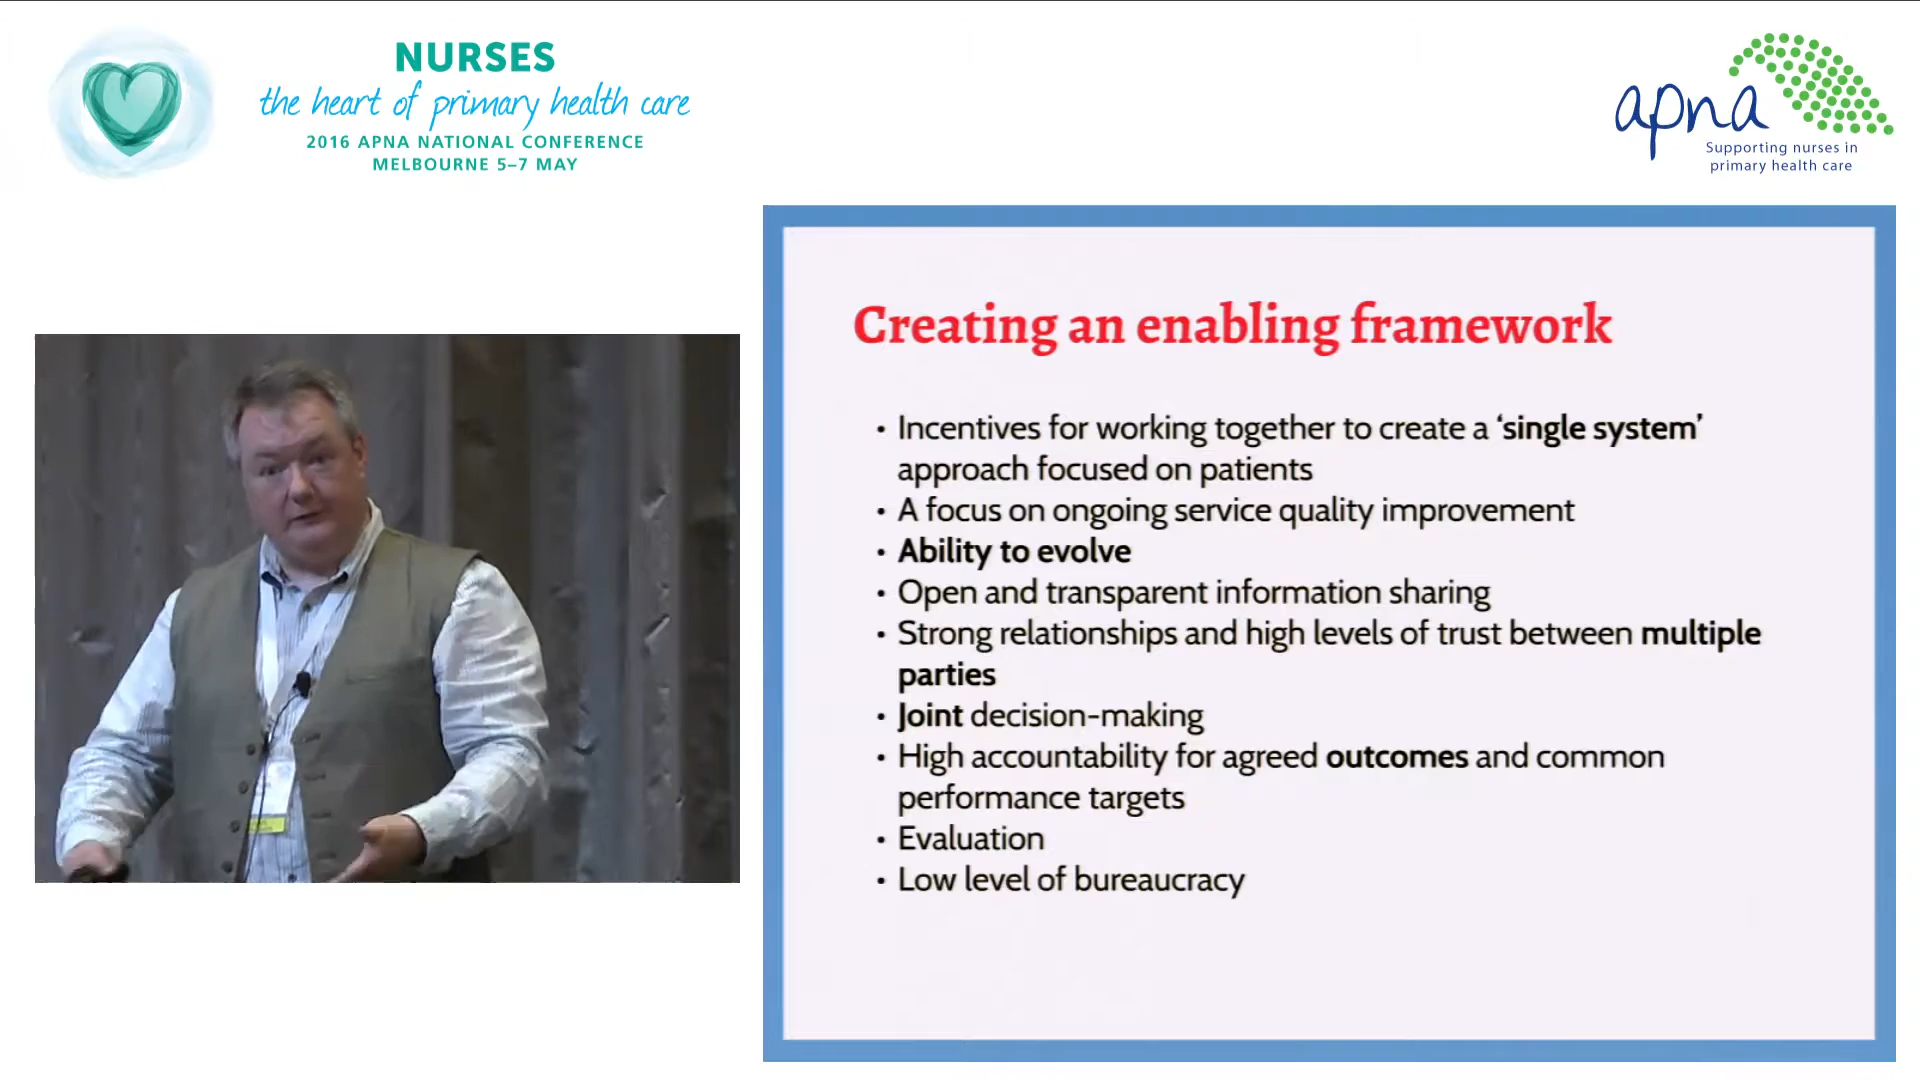 NURSES
the heart of primary health care
2016 APNA NATIONAL CONFERENCE
MELBOURNE 5–7 MAY
apna
Supporting nurses in
primary health care
Creating an enabling framework
• Incentives for working together to create a ‘single system’
approach focused on patients
• A focus on ongoing service quality improvement
• Ability to evolve
• Open and transparent information sharing
• Strong relationships and high levels of trust between multiple
parties
• Joint decision-making
• High accountability for agreed outcomes and common
performance targets
• Evaluation
• Low level of bureaucracy